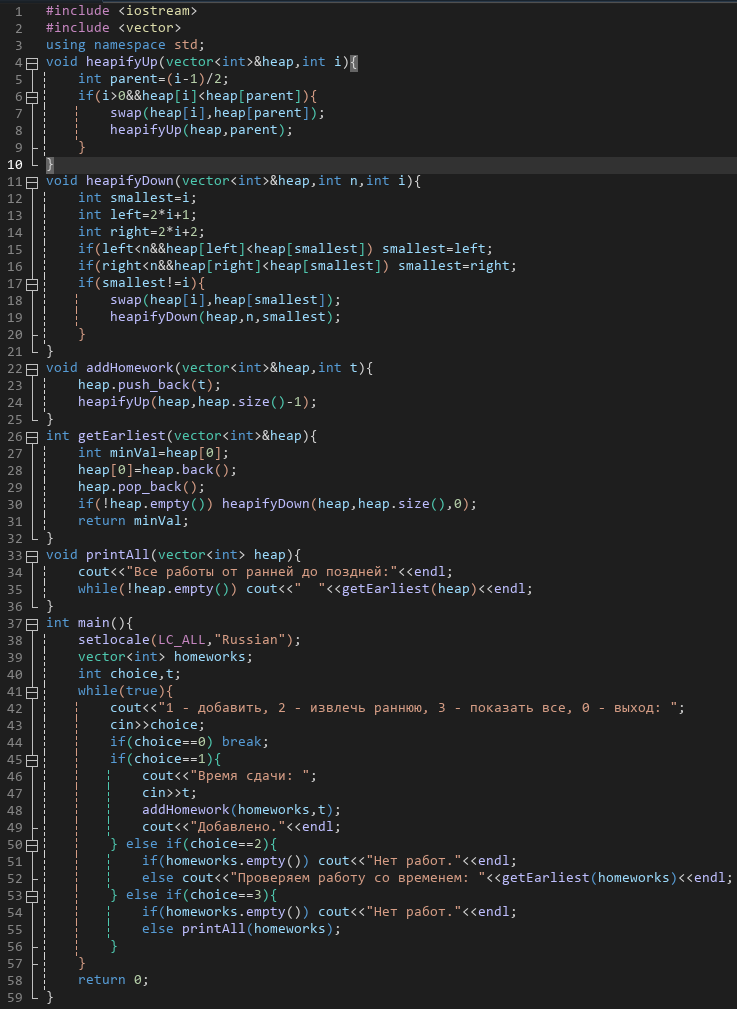 1 #include <iostream>
2 #include <vector>
3 using namespace std;
4 void heapifyUp(vector<int>&heap,int i){
5 int parent=(i-1)/2;
6 if(i>0&&heap[i]<heap[parent]){
7 swap(heap[i],heap[parent]);
8 heapifyUp(heap,parent);
9 }
10 }
11 void heapifyDown(vector<int>&heap,int n,int i){
12 int smallest=i;
13 int left=2*i+1;
14 int right=2*i+2;
15 if(left<n&&heap[left]<heap[smallest]) smallest=left;
16 if(right<n&&heap[right]<heap[smallest]) smallest=right;
17 if(smallest!=i){
18 swap(heap[i],heap[smallest]);
19 heapifyDown(heap,n,smallest);
20 }
21 }
22 void addHomework(vector<int>&heap,int t){
23 heap.push_back(t);
24 heapifyUp(heap,heap.size()-1);
25 }
26 int getEarliest(vector<int>&heap){
27 int minVal=heap[0];
28 heap[0]=heap.back();
29 heap.pop_back();
30 if(!heap.empty()) heapifyDown(heap,heap.size(),0);
31 return minVal;
32 }
33 void printAll(vector<int> heap){
34 cout<<"Все работы от ранней до поздней:"<<endl;
35 while(!heap.empty()) cout<<"  "<<getEarliest(heap)<<endl;
36 }
37 int main(){
38 setlocale(LC_ALL,"Russian");
39 vector<int> homeworks;
40 int choice,t;
41 while(true){
42 cout<<"1 - добавить, 2 - извлечь раннюю, 3 - показать все, 0 - выход: ";
43 cin>>choice;
44 if(choice==0) break;
45 if(choice==1){
46 cout<<"Время сдачи: ";
47 cin>>t;
48 addHomework(homeworks,t);
49 cout<<"Добавлено."<<endl;
50 } else if(choice==2){
51 if(homeworks.empty()) cout<<"Нет работ."<<endl;
52 else cout<<"Проверяем работу со временем: "<<getEarliest(homeworks)<<endl;
53 } else if(choice==3){
54 if(homeworks.empty()) cout<<"Нет работ."<<endl;
55 else printAll(homeworks);
56 }
57 }
58 return 0;
59 }